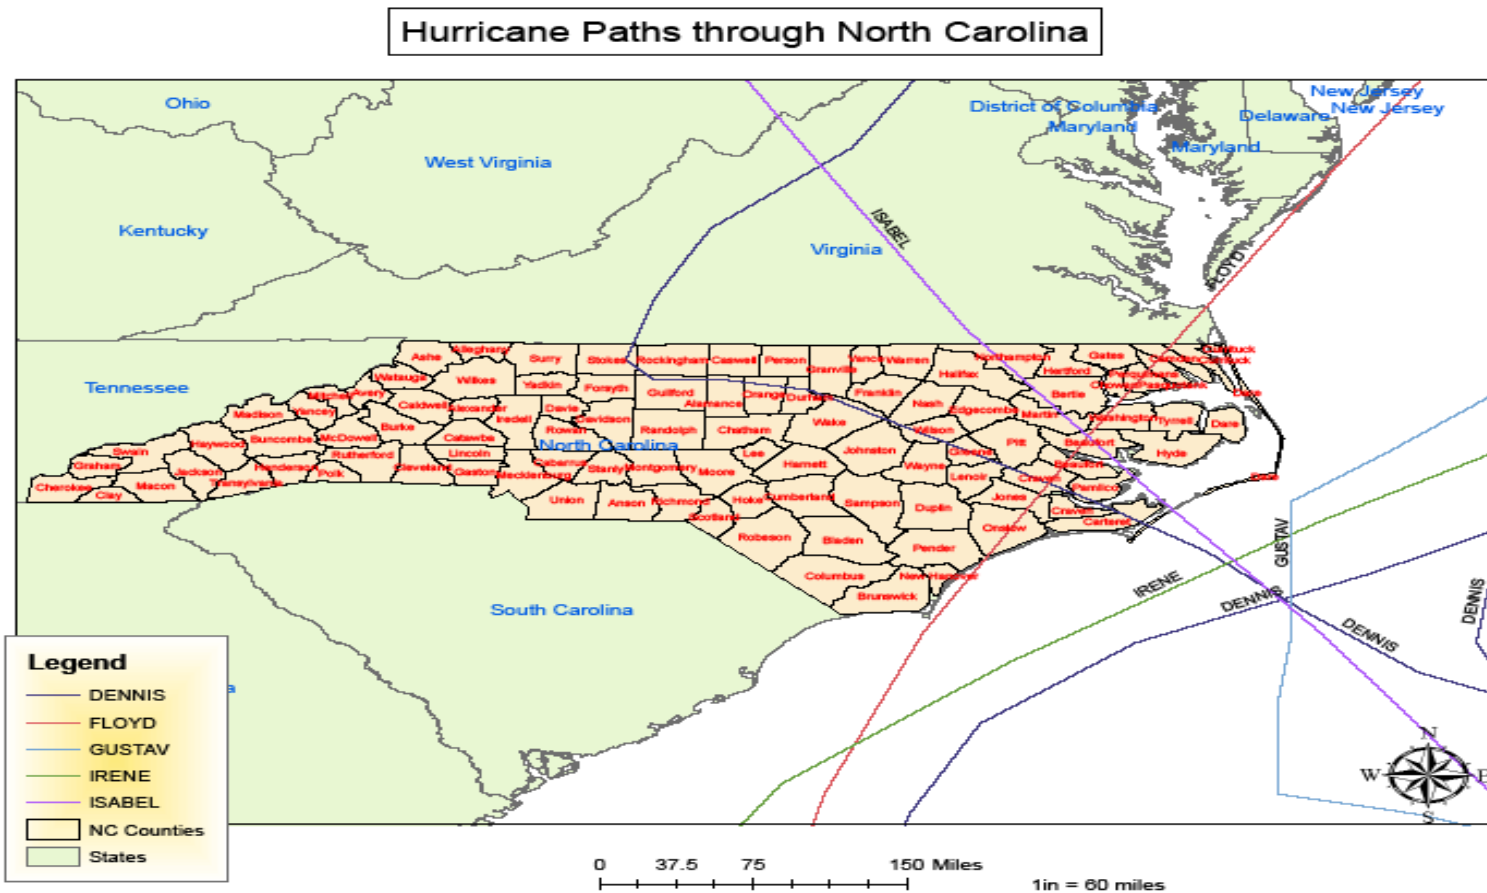 Hurricane Paths through North Carolina
Ohio
West Virginia
Kentucky
Virginia
District of Columbia
Maryland
Delaware
New Jersey
New Jersey
Maryland
Tennessee
North Carolina
South Carolina
ISABEL
FLOYD
GUSTAV
IRENE
DENNIS
DENNIS
DENNIS
Ashe
Alleghany
Surry
Stokes
Rockingham
Caswell
Person
Granville
Vance
Warren
Northampton
Gates
Hertford
Halifax
Watauga
Wilkes
Yadkin
Forsyth
Guilford
Alamance
Orange
Durham
Franklin
Nash
Edgecombe
Martin
Bertie
Washington
Tyrrell
Dare
Dare
Dare
Mitchell
Avery
Caldwell
Alexander
Iredell
Davie
Davidson
Rowan
Randolph
Chatham
Wake
Wilson
Johnston
Pitt
Beaufort
Beaufort
Hyde
Madison
Yancey
Burke
McDowell
Buncombe
Haywood
Swain
Graham
Cherokee
Clay
Macon
Jackson
Transylvania
Henderson
Polk
Rutherford
Cleveland
Catawba
Lincoln
Gaston
Mecklenburg
Cabarrus
Stanly
Montgomery
Moore
Lee
Harnett
Wayne
Greene
Lenoir
Craven
Craven
Pamlico
Jones
Carteret
Onslow
Duplin
Sampson
Cumberland
Hoke
Scotland
Richmond
Anson
Union
Robeson
Bladen
Pender
New Hanover
Columbus
Brunswick
Legend
DENNIS
FLOYD
GUSTAV
IRENE
ISABEL
NC Counties
States
a
N
W
E
S
0 37.5 75 150 Miles
1in = 60 miles